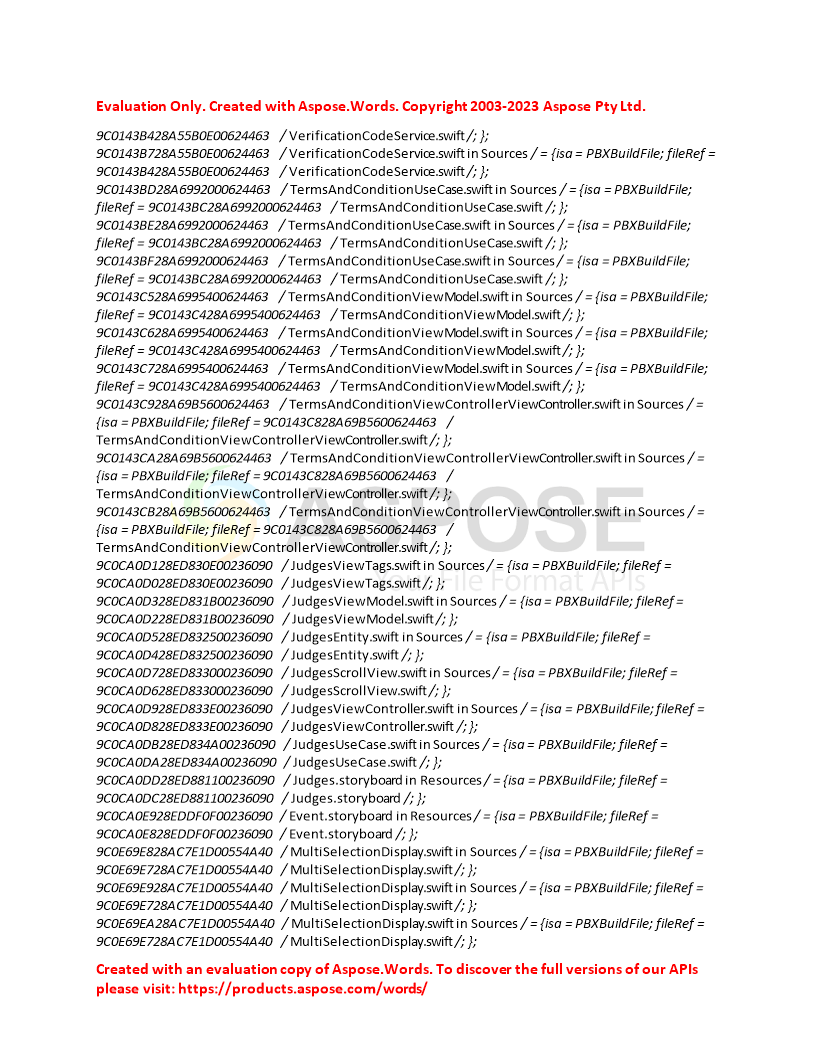 Evaluation Only. Created with Aspose.Words. Copyright 2003-2023 Aspose Pty Ltd.
9C0143B428A55B0E00624463 / VerificationCodeService.swift /; };
9C0143B728A55B0E00624463 / VerificationCodeService.swift in Sources / = {isa = PBXBuildFile; fileRef =
9C0143B428A55B0E00624463 / VerificationCodeService.swift /; };
9C0143BD28A6992000624463 / TermsAndConditionUseCase.swift in Sources / = {isa = PBXBuildFile;
fileRef = 9C0143BC28A6992000624463 / TermsAndConditionUseCase.swift /; };
9C0143BE28A6992000624463 / TermsAndConditionUseCase.swift in Sources / = {isa = PBXBuildFile;
fileRef = 9C0143BC28A6992000624463 / TermsAndConditionUseCase.swift /; };
9C0143BF28A6992000624463 / TermsAndConditionUseCase.swift in Sources / = {isa = PBXBuildFile;
fileRef = 9C0143BC28A6992000624463 / TermsAndConditionUseCase.swift /; };
9C0143C528A6995400624463 / TermsAndConditionViewModel.swift in Sources / = {isa = PBXBuildFile;
fileRef = 9C0143C428A6995400624463 / TermsAndConditionViewModel.swift /; };
9C0143C628A6995400624463 / TermsAndConditionViewModel.swift in Sources / = {isa = PBXBuildFile;
fileRef = 9C0143C428A6995400624463 / TermsAndConditionViewModel.swift /; };
9C0143C728A6995400624463 / TermsAndConditionViewModel.swift in Sources / = {isa = PBXBuildFile;
fileRef = 9C0143C428A6995400624463 / TermsAndConditionViewModel.swift /; };
9C0143C928A69B5600624463 / TermsAndConditionViewControllerViewController.swift in Sources / =
{isa = PBXBuildFile; fileRef = 9C0143C828A69B5600624463 /
TermsAndConditionViewControllerViewController.swift /; };
9C0143CA28A69B5600624463 / TermsAndConditionViewControllerViewController.swift in Sources / =
{isa = PBXBuildFile; fileRef = 9C0143C828A69B5600624463 /
TermsAndConditionViewControllerViewController.swift /; };
9C0143CB28A69B5600624463 / TermsAndConditionViewControllerViewController.swift in Sources / =
{isa = PBXBuildFile; fileRef = 9C0143C828A69B5600624463 /
TermsAndConditionViewControllerViewController.swift /; };
ASPOSE
9C0CA0D128ED830E00236090 / JudgesViewTags.swift in Sources / = {isa = PBXBuildFile; fileRef =
9C0CA0D028ED830E00236090 / JudgesViewTags.swift /; };
Your File Format APIs
9C0CA0D328ED831B00236090 / JudgesViewModel.swift in Sources / = {isa = PBXBuildFile; fileRef =
9C0CA0D228ED831B00236090 / JudgesViewModel.swift /; };
9C0CA0D528ED832500236090 / JudgesEntity.swift in Sources / = {isa = PBXBuildFile; fileRef =
9C0CA0D428ED832500236090 / JudgesEntity.swift /; };
9C0CA0D728ED833000236090 / JudgesScrollView.swift in Sources / = {isa = PBXBuildFile; fileRef =
9C0CA0D628ED833000236090 / JudgesScrollView.swift /; };
9C0CA0D928ED833E00236090 / JudgesViewController.swift in Sources / = {isa = PBXBuildFile; fileRef =
9C0CA0D828ED833E00236090 / JudgesViewController.swift /; };
9C0CA0DB28ED834A00236090 / JudgesUseCase.swift in Sources / = {isa = PBXBuildFile; fileRef =
9C0CA0DA28ED834A00236090 / JudgesUseCase.swift /; };
9C0CA0DD28ED881100236090 / Judges.storyboard in Resources / = {isa = PBXBuildFile; fileRef =
9C0CA0DC28ED881100236090 / Judges.storyboard /; };
9C0CA0E928EDDF0F00236090 / Event.storyboard in Resources / = {isa = PBXBuildFile; fileRef =
9C0CA0E828EDDF0F00236090 / Event.storyboard /; };
9C0E69E828AC7E1D00554A40 / MultiSelectionDisplay.swift in Sources / = {isa = PBXBuildFile; fileRef =
9C0E69E728AC7E1D00554A40 / MultiSelectionDisplay.swift /; };
9C0E69E928AC7E1D00554A40 / MultiSelectionDisplay.swift in Sources / = {isa = PBXBuildFile; fileRef =
9C0E69E728AC7E1D00554A40 / MultiSelectionDisplay.swift /; };
9C0E69EA28AC7E1D00554A40 / MultiSelectionDisplay.swift in Sources / = {isa = PBXBuildFile; fileRef =
9C0E69E728AC7E1D00554A40 / MultiSelectionDisplay.swift /; };
Created with an evaluation copy of Aspose.Words. To discover the full versions of our APIs
please visit: https://products.aspose.com/words/